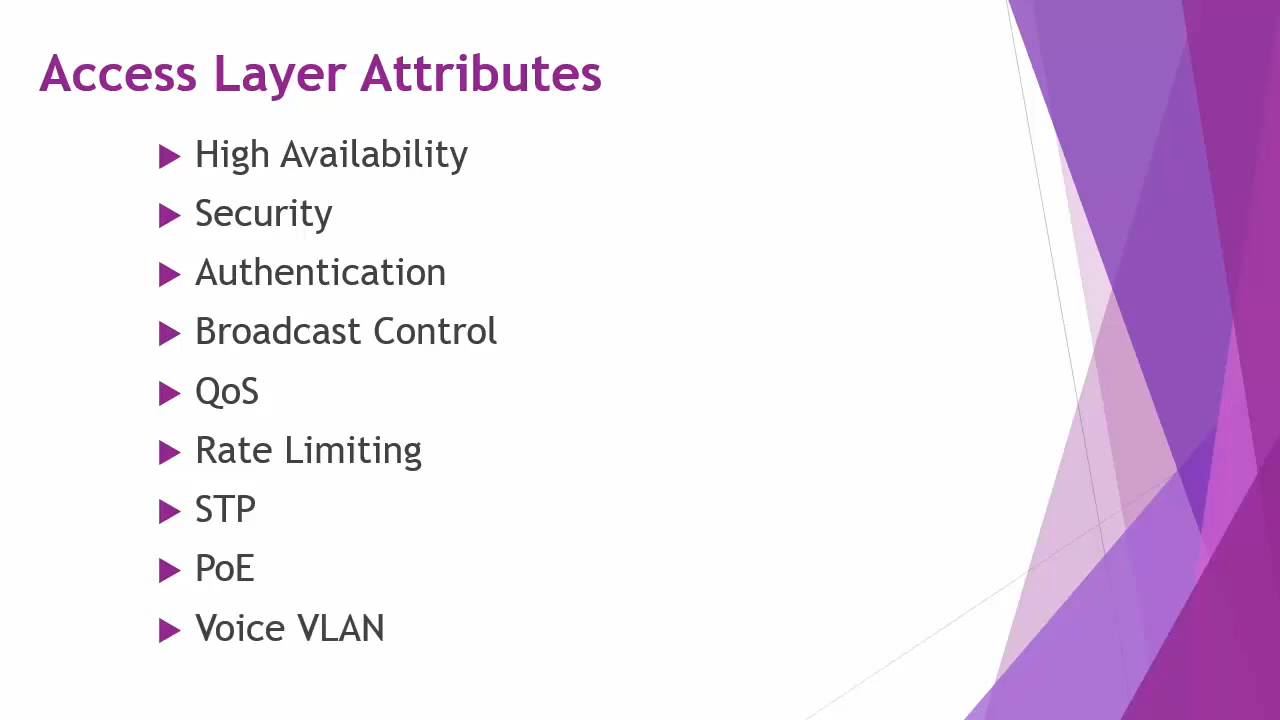 Access Layer Attributes
High Availability
Security
Authentication
Broadcast Control
QoS
Rate Limiting
STP
PoE
Voice VLAN